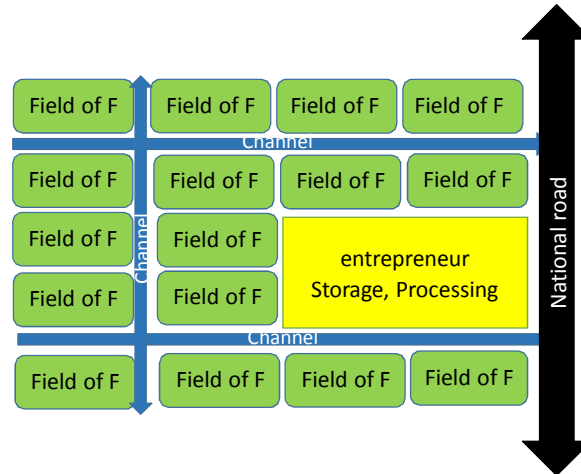 Field of F Field of F Field of F Field of F
Channel
Field of F Field of F Field of F Field of F
Field of F Field of F
Channel
entrepreneur
Storage, Processing
National road
Field of F Field of F
Channel
Field of F Field of F Field of F Field of F